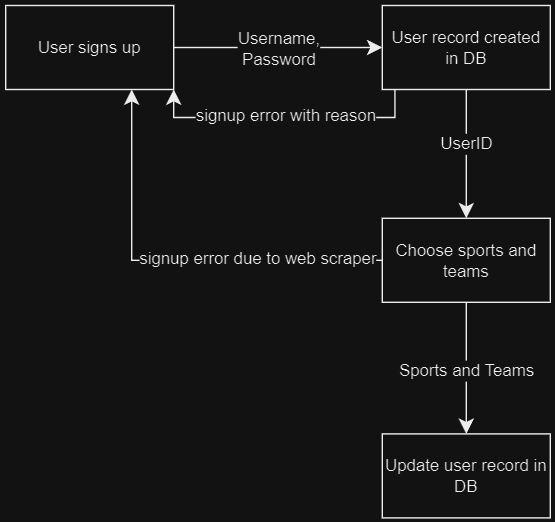 User signs up
Username,
Password
User record created
in DB
signup error with reason
UserID
Choose sports and
teams
signup error due to web scraper
Sports and Teams
Update user record in
DB